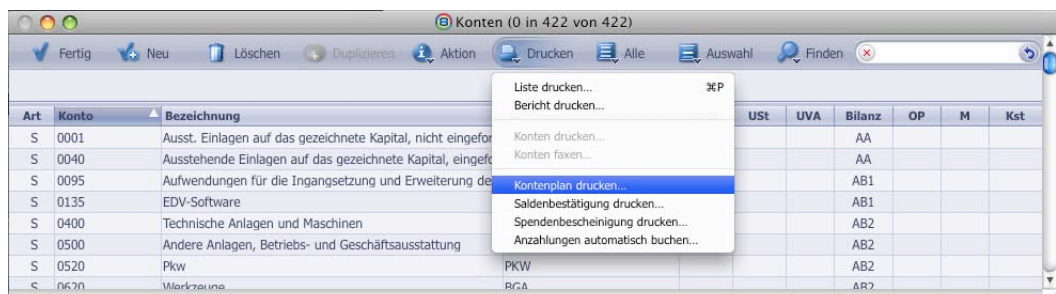 Konten (0 in 422 von 422)
Fertig Neu Löschen Duplizieren Aktion Drucken Alle Auswahl Finden
Liste drucken... ⌘P
Bericht drucken...
Konten drucken...
Konten faxen...
Kontenplan drucken...
Saldenbestätigung drucken...
Spendenbescheinigung drucken...
Anzahlungen automatisch buchen...
Art Konto Bezeichnung USt UVA Bilanz OP M Kst
S 0001 Ausst. Einlagen auf das gezeichnete Kapital, nicht eingefor AA
S 0040 Ausstehende Einlagen auf das gezeichnete Kapital, eingefo AA
S 0095 Aufwendungen für die Ingangsetzung und Erweiterung de AB1
S 0135 EDV-Software AB1
S 0400 Technische Anlagen und Maschinen AB2
S 0500 Andere Anlagen, Betriebs- und Geschäftsausstattung AB2
S 0520 Pkw PKW AB2
S 0620 Werkzeuge BGA AB2